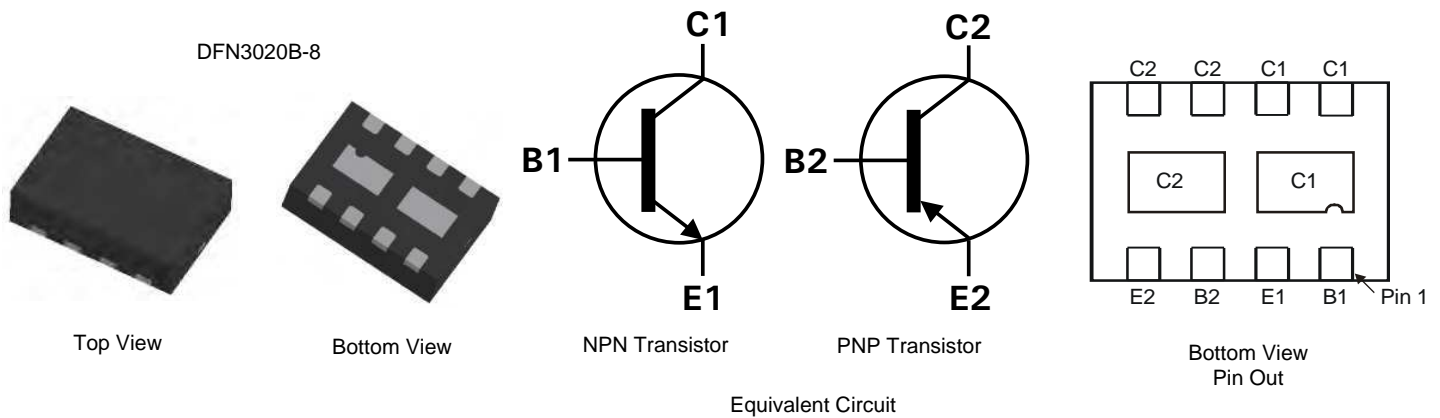 DFN3020B-8
Top View
Bottom View
C1
B1
E1
NPN Transistor
C2
B2
E2
PNP Transistor
Equivalent Circuit
C2 C2 C1 C1
C2 C1
E2 B2 E1 B1 Pin 1
Bottom View
Pin Out